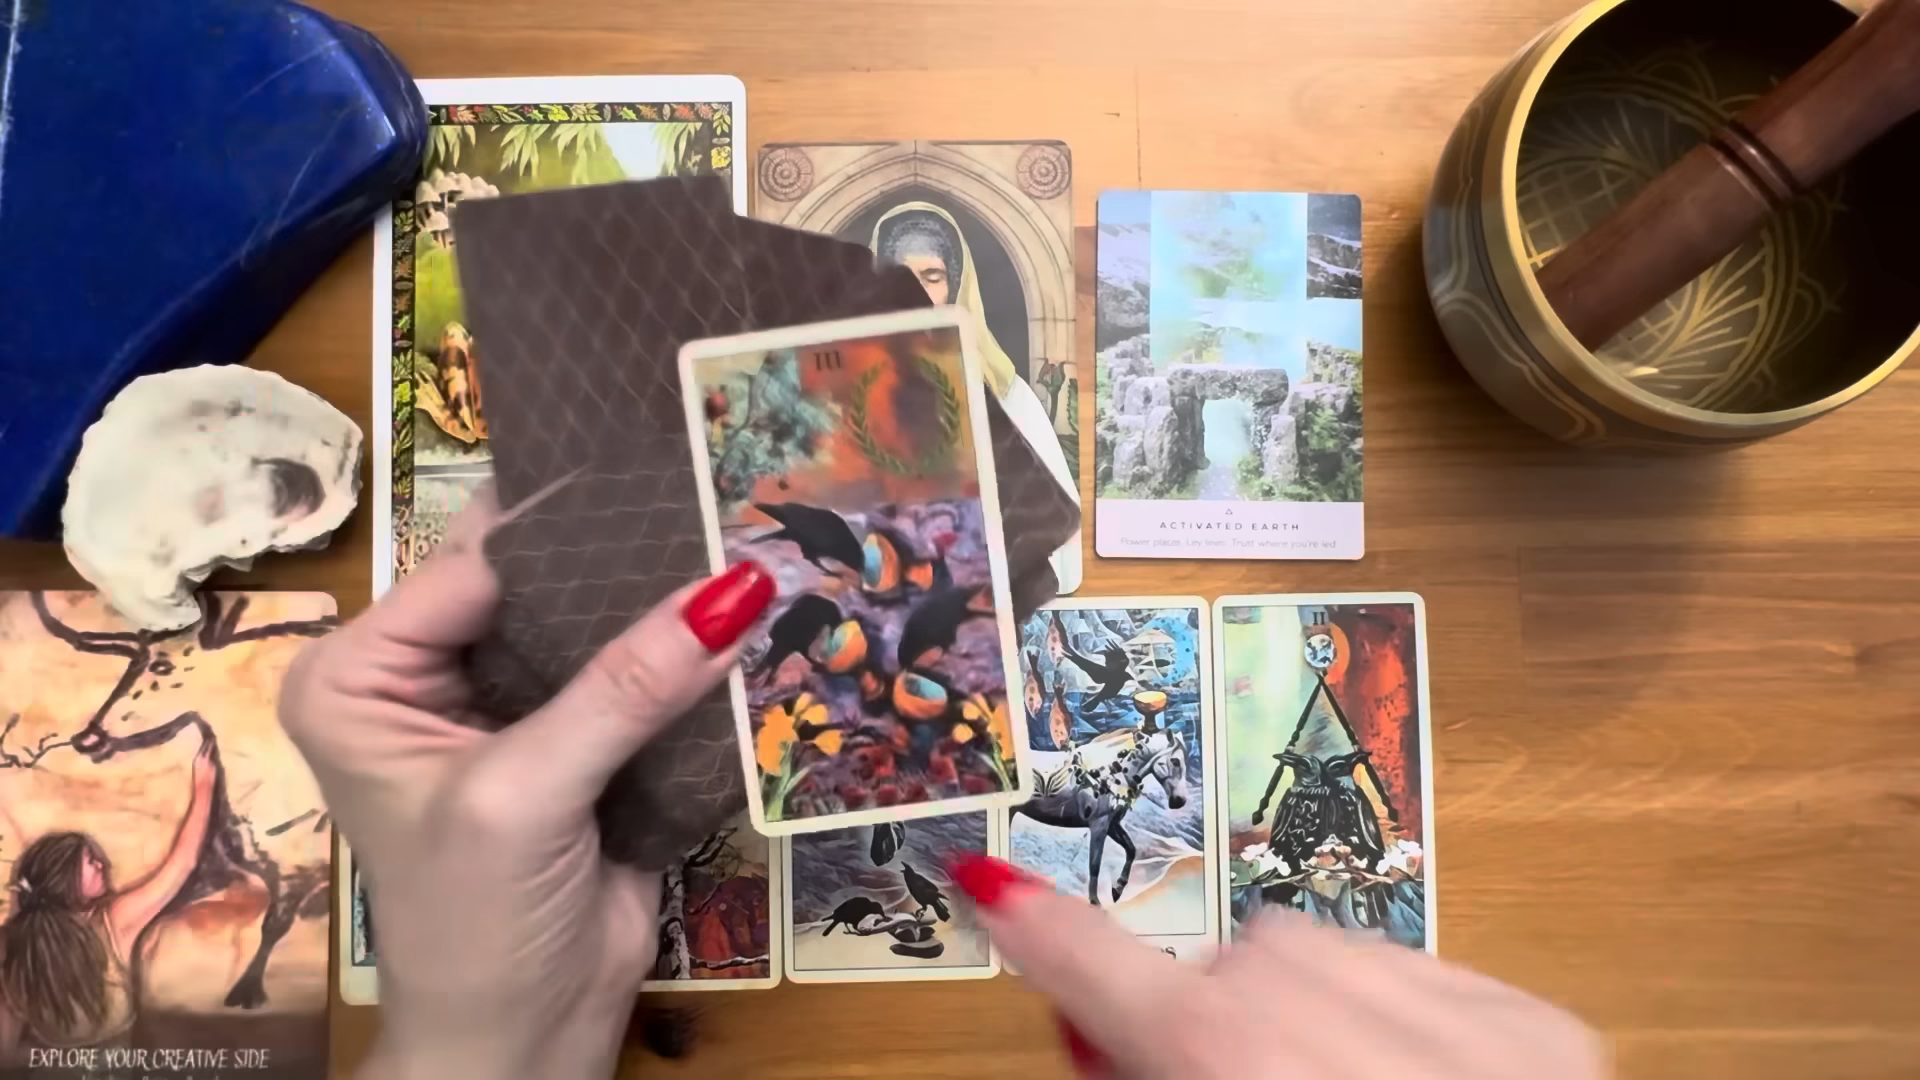 III
ACTIVATED EARTH
Power places. Ley lines. Trust where you're led.
II
EXPLORE YOUR CREATIVE SIDE